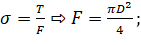 σ = T/F ⇨ F = πD²/4 ;